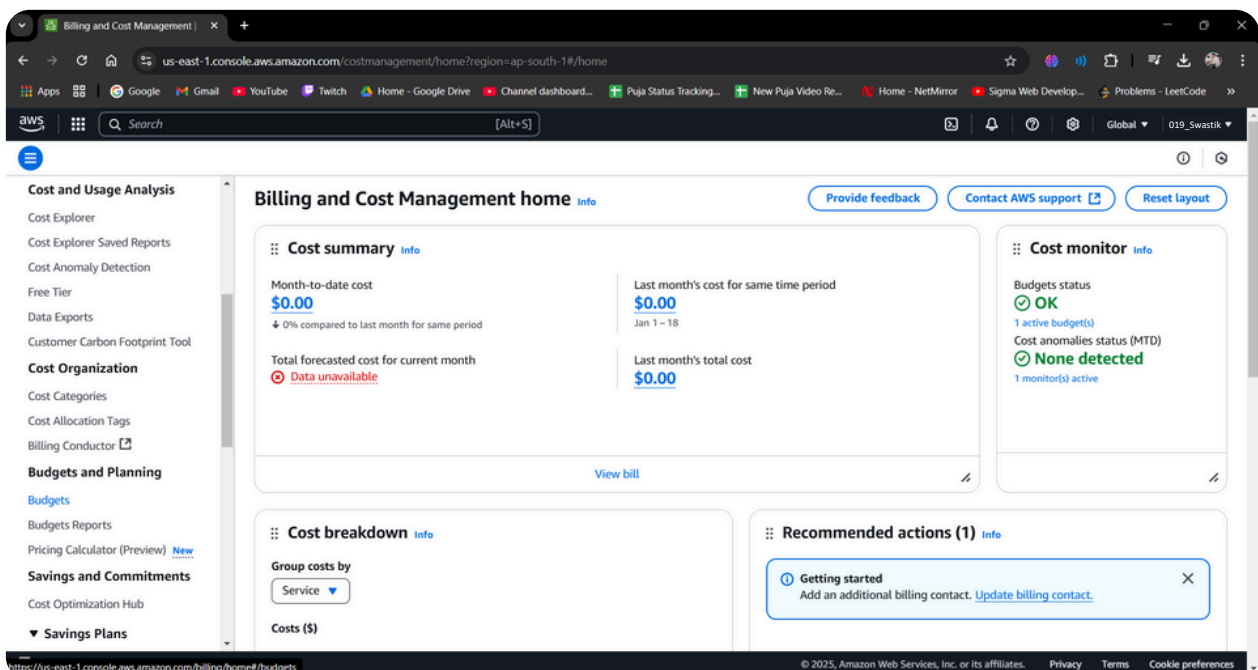 Billing and Cost Management |
us-east-1.console.aws.amazon.com/costmanagement/home?region=ap-south-1#/home
Apps Google Gmail YouTube Twitch Home - Google Drive Channel dashboard... Puja Status Tracking... New Puja Video Re... Home - NetMirror Sigma Web Develop... Problems - LeetCode »
aws Search [Alt+S] Global 019_Swastik
Cost and Usage Analysis
Cost Explorer
Cost Explorer Saved Reports
Cost Anomaly Detection
Free Tier
Data Exports
Customer Carbon Footprint Tool
Cost Organization
Cost Categories
Cost Allocation Tags
Billing Conductor
Budgets and Planning
Budgets
Budgets Reports
Pricing Calculator (Preview) New
Savings and Commitments
Cost Optimization Hub
Savings Plans
Billing and Cost Management home Info
Provide feedback
Contact AWS support
Reset layout
Cost summary Info
Month-to-date cost
$0.00
0% compared to last month for same period
Last month's cost for same time period
$0.00
Jan 1 – 18
Total forecasted cost for current month
Data unavailable
Last month's total cost
$0.00
View bill
Cost monitor Info
Budgets status
OK
1 active budget(s)
Cost anomalies status (MTD)
None detected
1 monitor(s) active
Cost breakdown Info
Group costs by
Service
Costs ($)
Recommended actions (1) Info
Getting started
Add an additional billing contact. Update billing contact.
https://us-east-1.console.aws.amazon.com/billing/home#/budgets
© 2025, Amazon Web Services, Inc. or its affiliates. Privacy Terms Cookie preferences